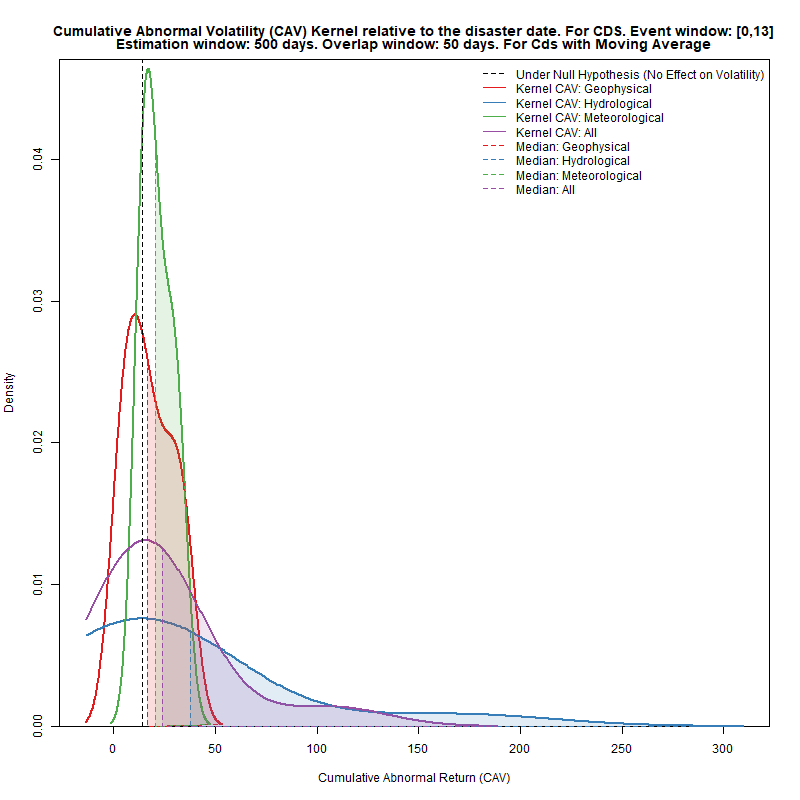 Cumulative Abnormal Volatility (CAV) Kernel relative to the disaster date. For CDS. Event window: [0,13]
Estimation window: 500 days. Overlap window: 50 days. For Cds with Moving Average
Under Null Hypothesis (No Effect on Volatility)
Kernel CAV: Geophysical
Kernel CAV: Hydrological
Kernel CAV: Meteorological
Kernel CAV: All
Median: Geophysical
Median: Hydrological
Median: Meteorological
Median: All
Density
0.04
0.03
0.02
0.01
0.00
0 50 100 150 200 250 300
Cumulative Abnormal Return (CAV)